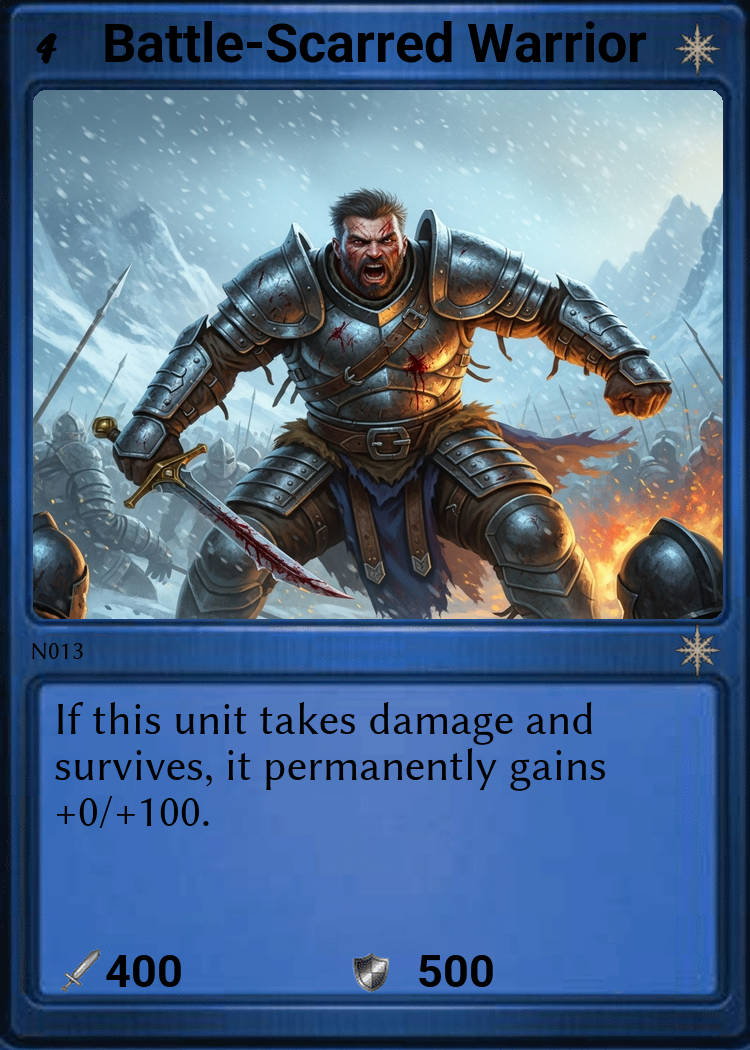 4 Battle-Scarred Warrior
N013
If this unit takes damage and
survives, it permanently gains
+0/+100.
400 500